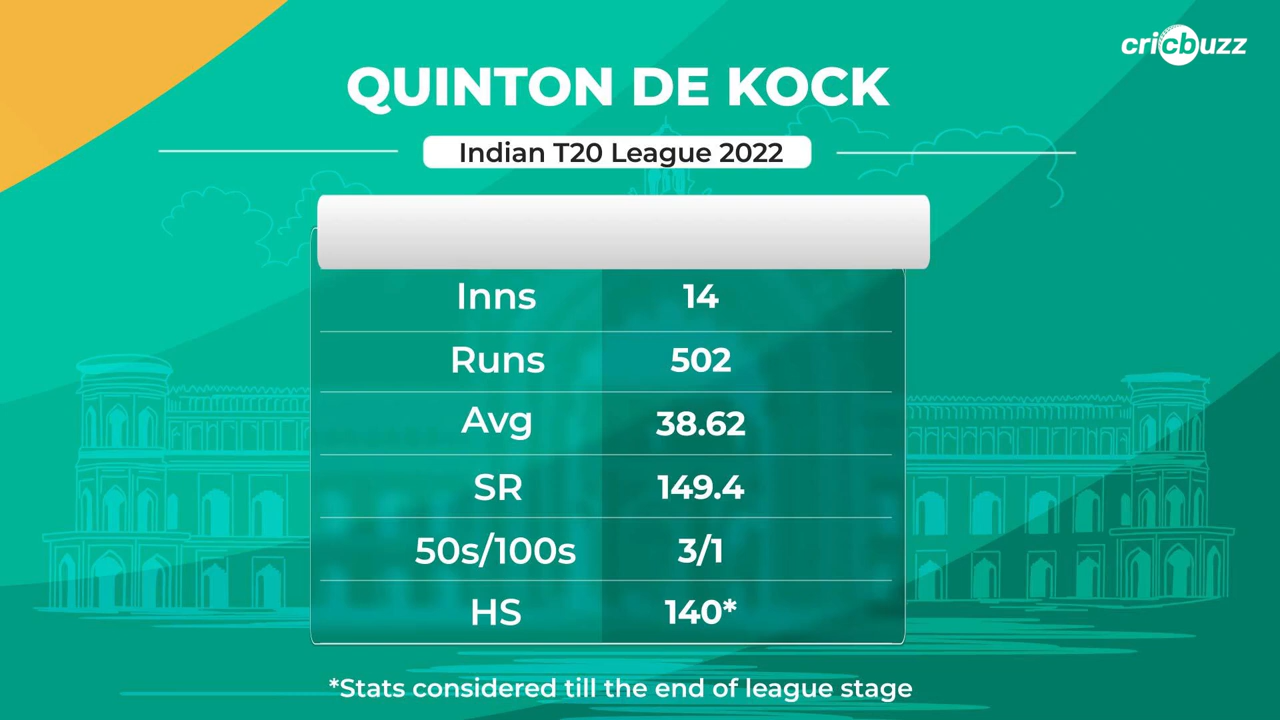 cricbuzz
QUINTON DE KOCK
Indian T20 League 2022
Inns 14
Runs 502
Avg 38.62
SR 149.4
50s/100s 3/1
HS 140*
*Stats considered till the end of league stage